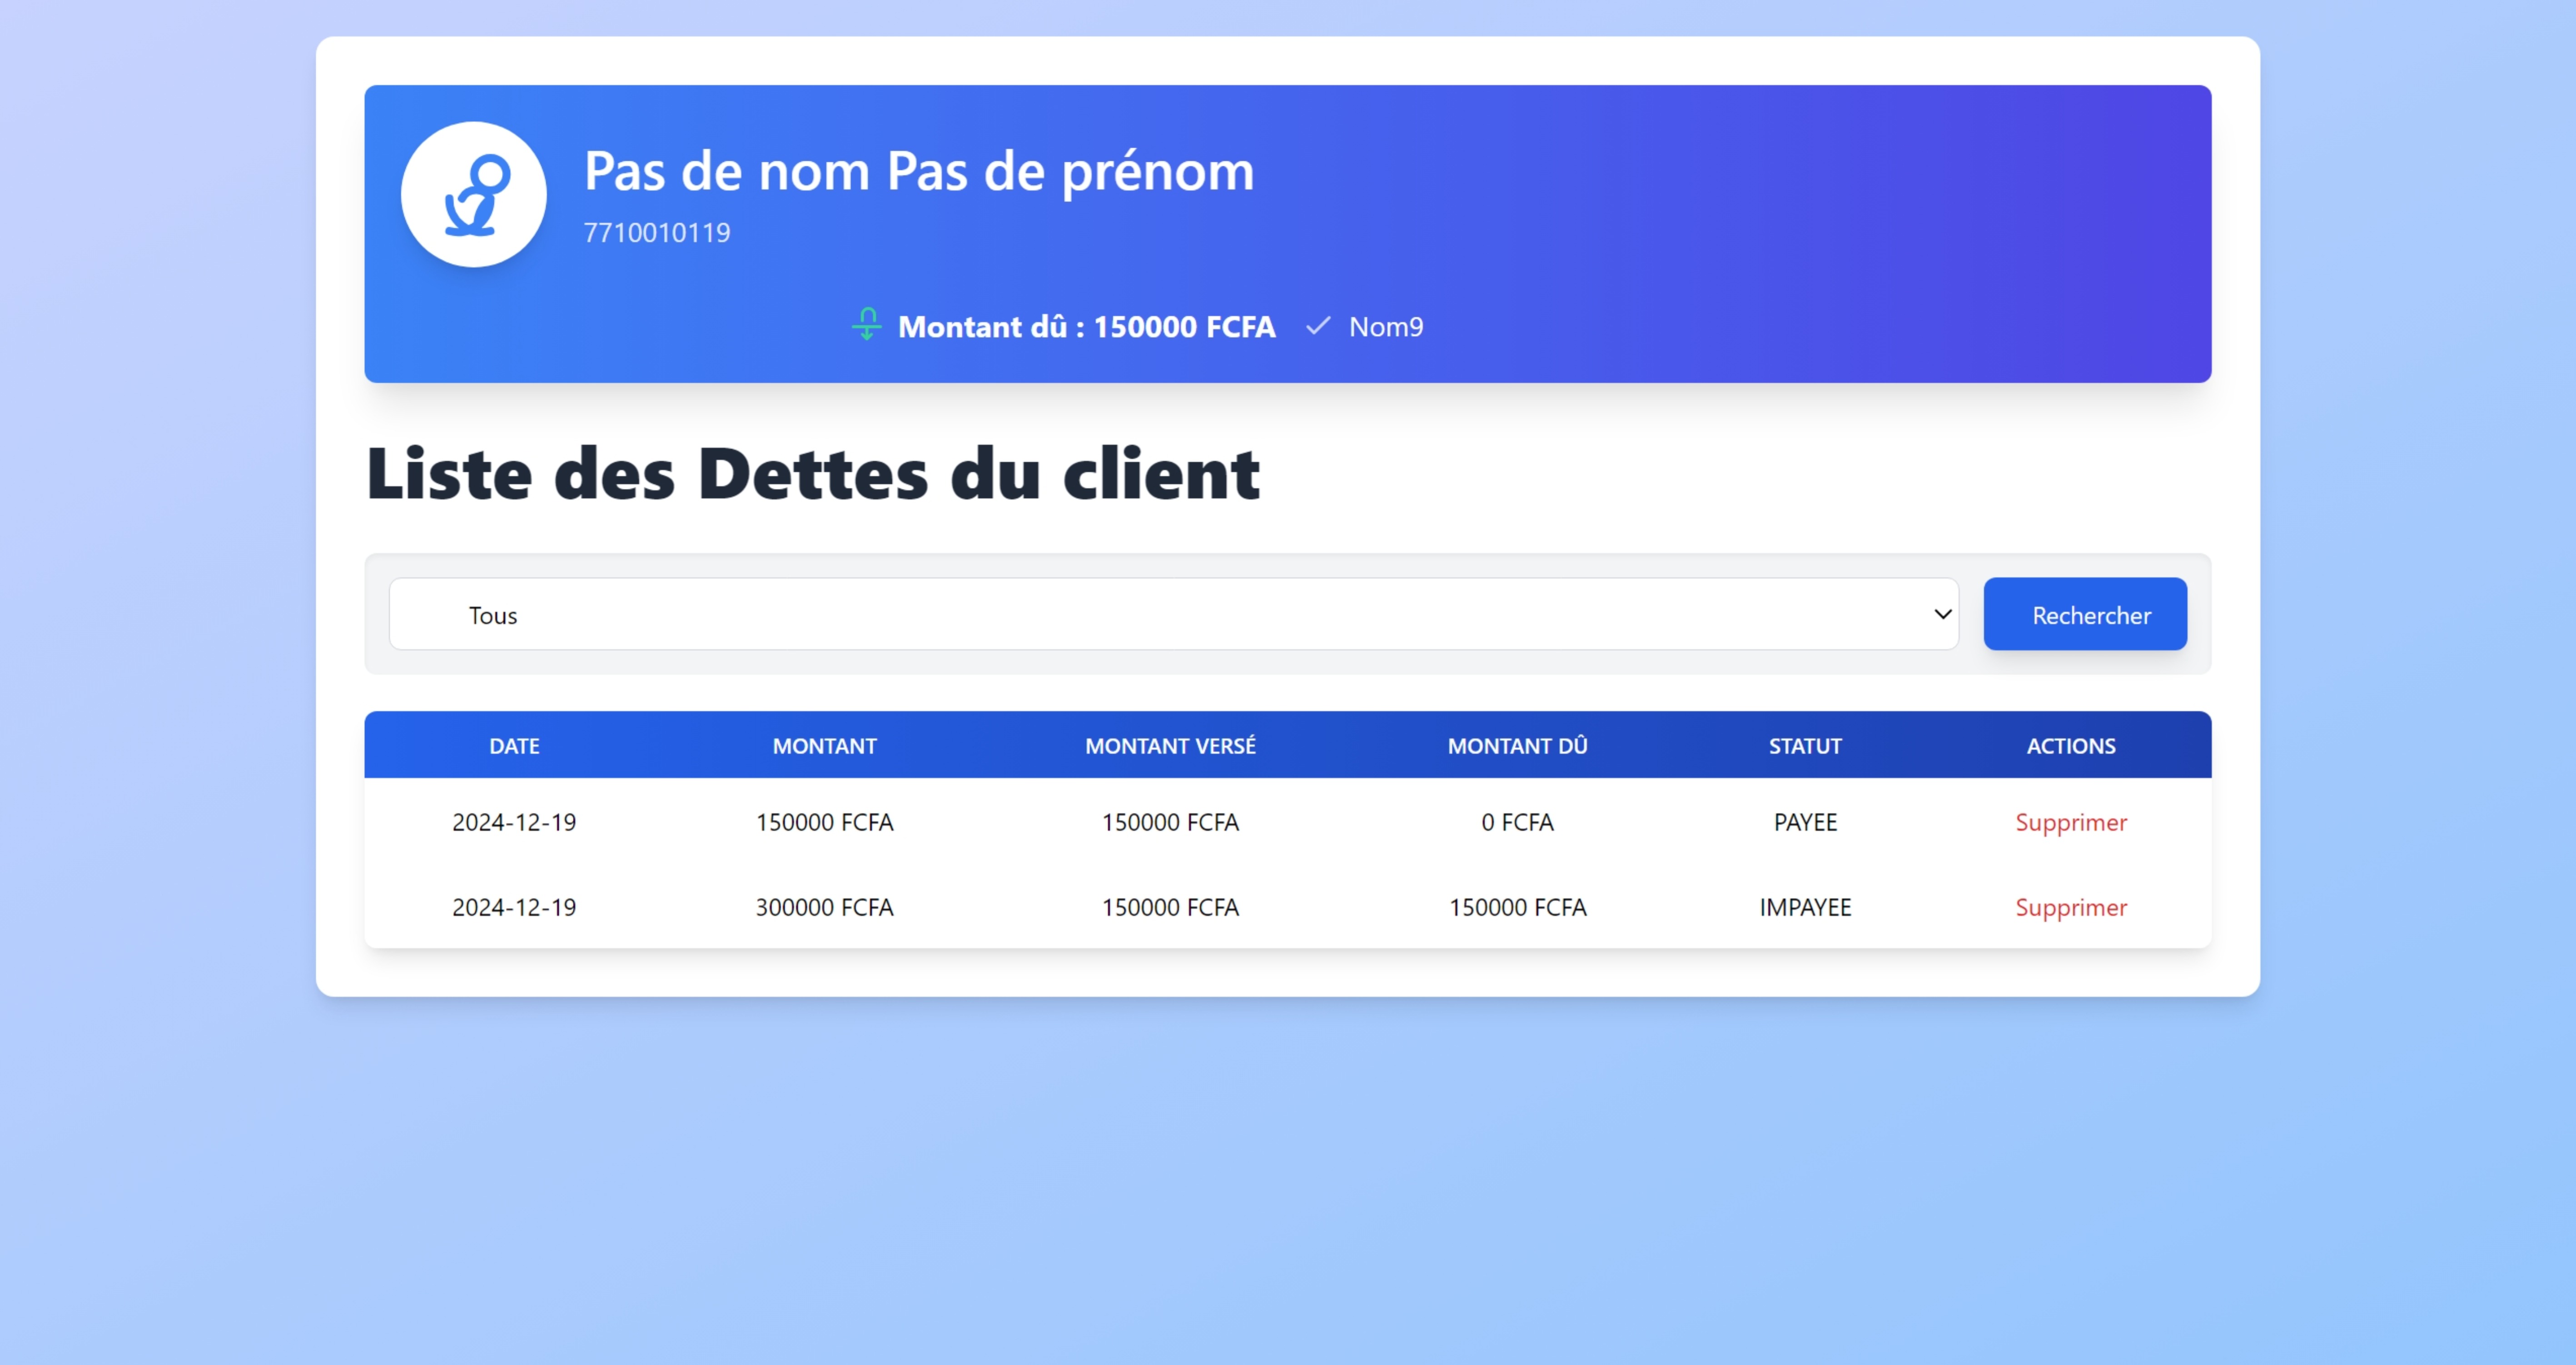 Pas de nom Pas de prénom
7710010119
Montant dû : 150000 FCFA Nom9
Liste des Dettes du client
Tous Rechercher
DATE MONTANT MONTANT VERSÉ MONTANT DÛ STATUT ACTIONS
2024-12-19 150000 FCFA 150000 FCFA 0 FCFA PAYEE Supprimer
2024-12-19 300000 FCFA 150000 FCFA 150000 FCFA IMPAYEE Supprimer